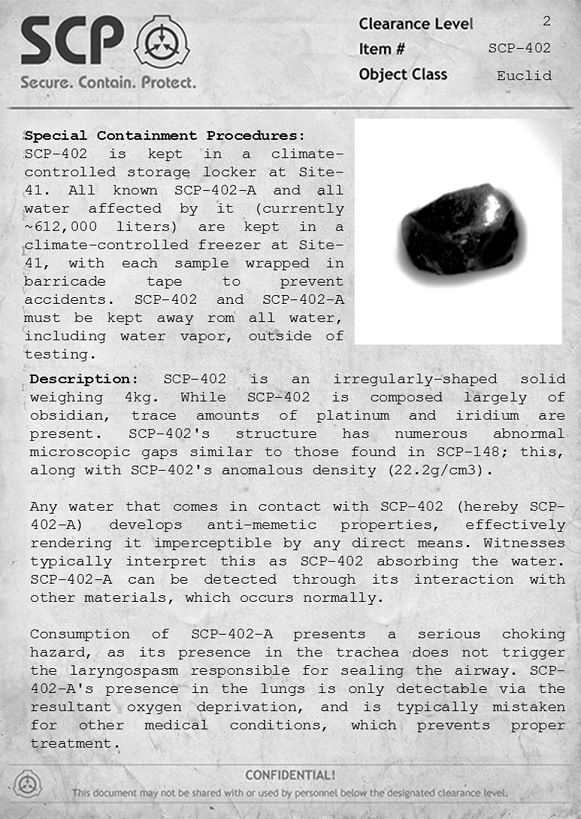 SCP
Secure. Contain. Protect.
Clearance Level 2
Item # SCP-402
Object Class Euclid
Special Containment Procedures:
SCP-402 is kept in a climate-
controlled storage locker at Site-
41. All known SCP-402-A and all
water affected by it (currently
~612,000 liters) are kept in a
climate-controlled freezer at Site-
41, with each sample wrapped in
barricade tape to prevent
accidents. SCP-402 and SCP-402-A
must be kept away rom all water,
including water vapor, outside of
testing.
Description: SCP-402 is an irregularly-shaped solid
weighing 4kg. While SCP-402 is composed largely of
obsidian, trace amounts of platinum and iridium are
present. SCP-402's structure has numerous abnormal
microscopic gaps similar to those found in SCP-148; this,
along with SCP-402's anomalous density (22.2g/cm3).
Any water that comes in contact with SCP-402 (hereby SCP-
402-A) develops anti-memetic properties, effectively
rendering it imperceptible by any direct means. Witnesses
typically interpret this as SCP-402 absorbing the water.
SCP-402-A can be detected through its interaction with
other materials, which occurs normally.
Consumption of SCP-402-A presents a serious choking
hazard, as its presence in the trachea does not trigger
the laryngospasm responsible for sealing the airway. SCP-
402-A's presence in the lungs is only detectable via the
resultant oxygen deprivation, and is typically mistaken
for other medical conditions, which prevents proper
treatment.
CONFIDENTIAL!
This document may not be shared with or used by personnel below the designated clearance level.